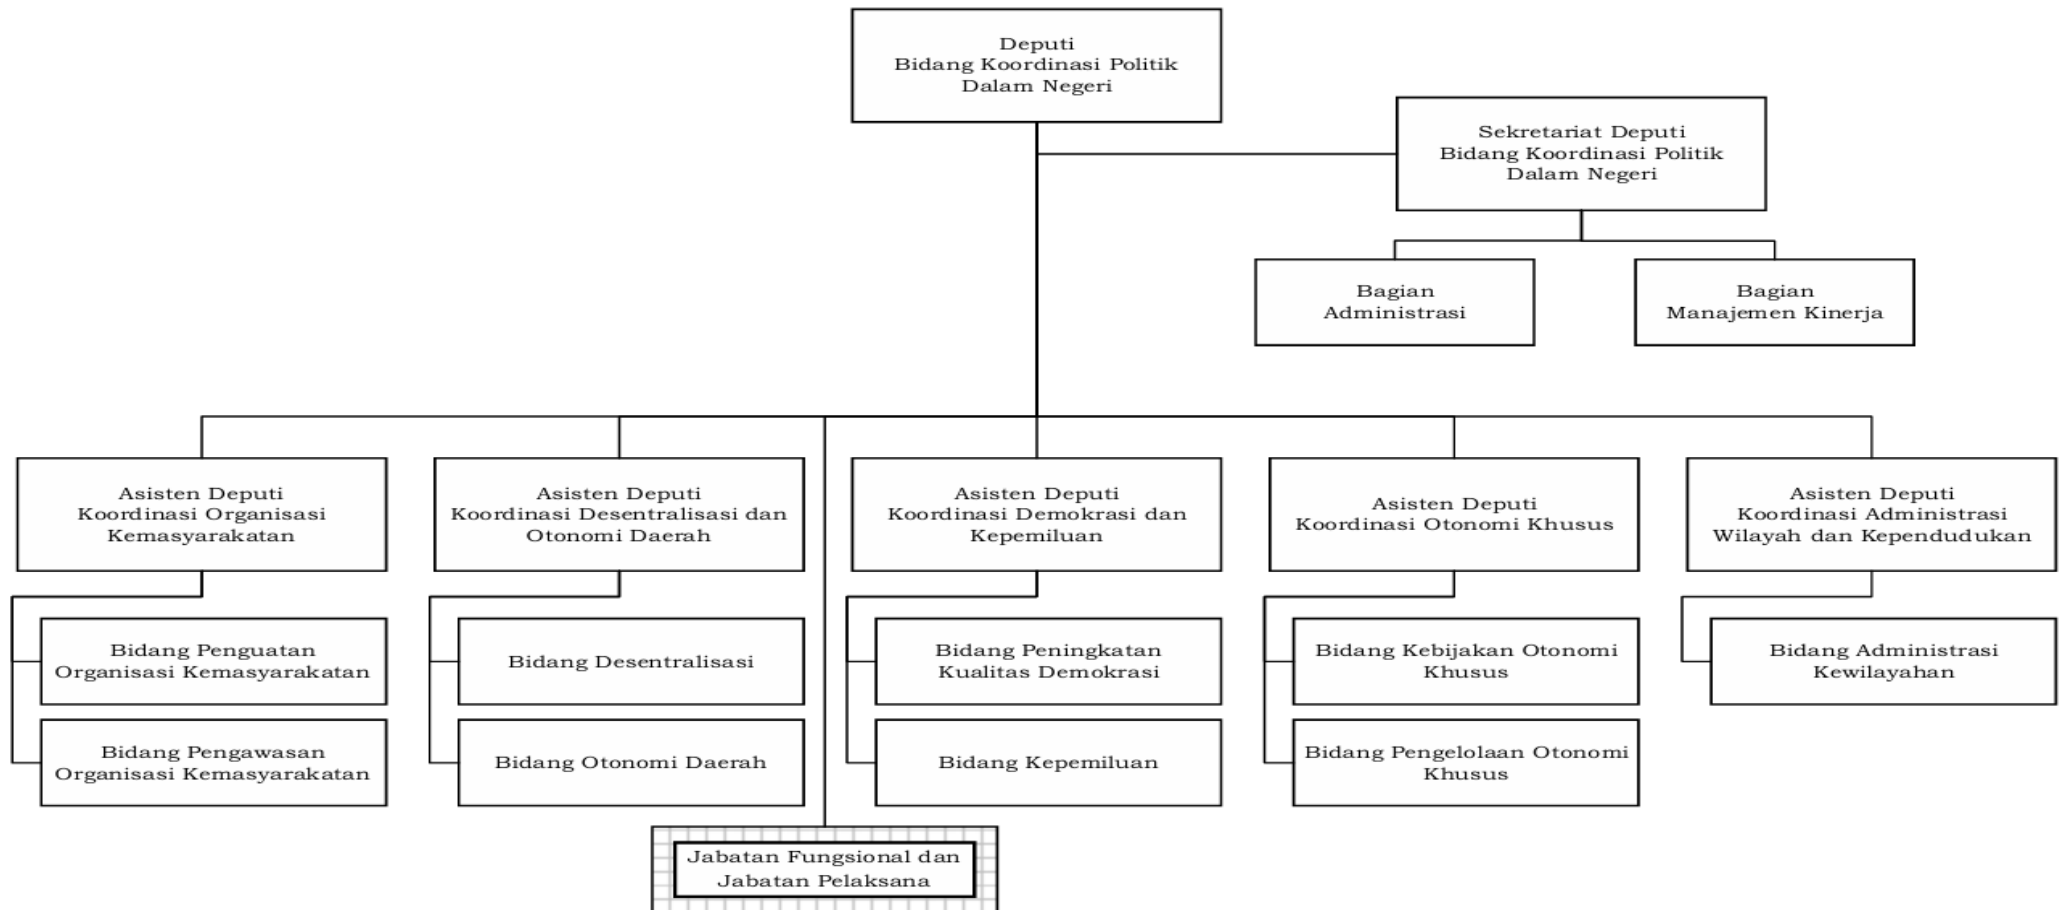 Deputi
Bidang Koordinasi Politik
Dalam Negeri
Sekretariat Deputi
Bidang Koordinasi Politik
Dalam Negeri
Bagian
Administrasi
Bagian
Manajemen Kinerja
Asisten Deputi
Koordinasi Organisasi
Kemasyarakatan
Asisten Deputi
Koordinasi Desentralisasi dan
Otonomi Daerah
Asisten Deputi
Koordinasi Demokrasi dan
Kepemiluan
Asisten Deputi
Koordinasi Otonomi Khusus
Asisten Deputi
Koordinasi Administrasi
Wilayah dan Kependudukan
Bidang Penguatan
Organisasi Kemasyarakatan
Bidang Desentralisasi
Bidang Peningkatan
Kualitas Demokrasi
Bidang Kebijakan Otonomi
Khusus
Bidang Administrasi
Kewilayahan
Bidang Pengawasan
Organisasi Kemasyarakatan
Bidang Otonomi Daerah
Bidang Kepemiluan
Bidang Pengelolaan Otonomi
Khusus
Jabatan Fungsional dan
Jabatan Pelaksana